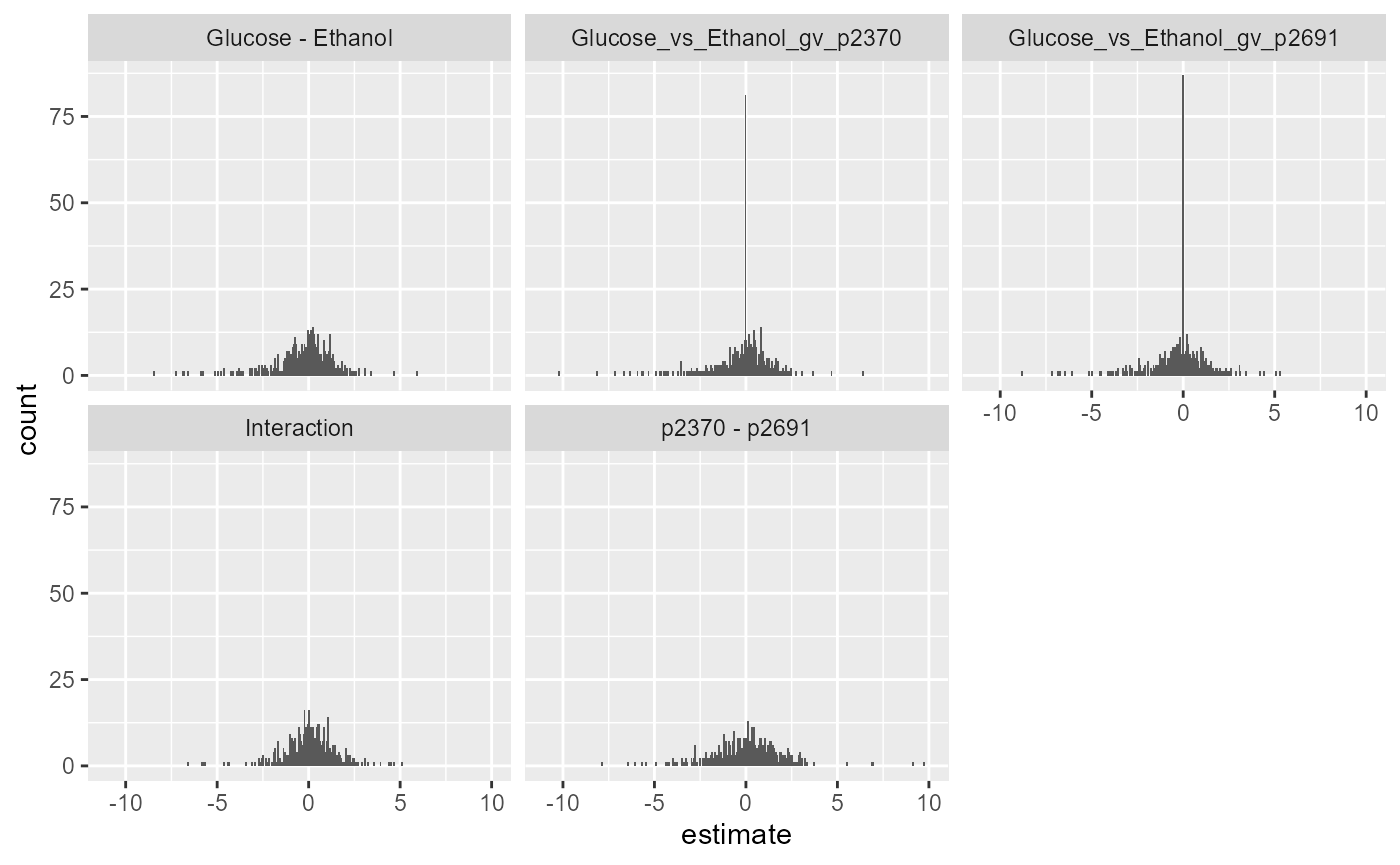 Glucose - Ethanol
Glucose_vs_Ethanol_gv_p2370
Glucose_vs_Ethanol_gv_p2691
75
50
25
0
-10 -5 0 5 10
count
Interaction
p2370 - p2691
75
50
25
0
-10 -5 0 5 10
-10 -5 0 5 10
estimate